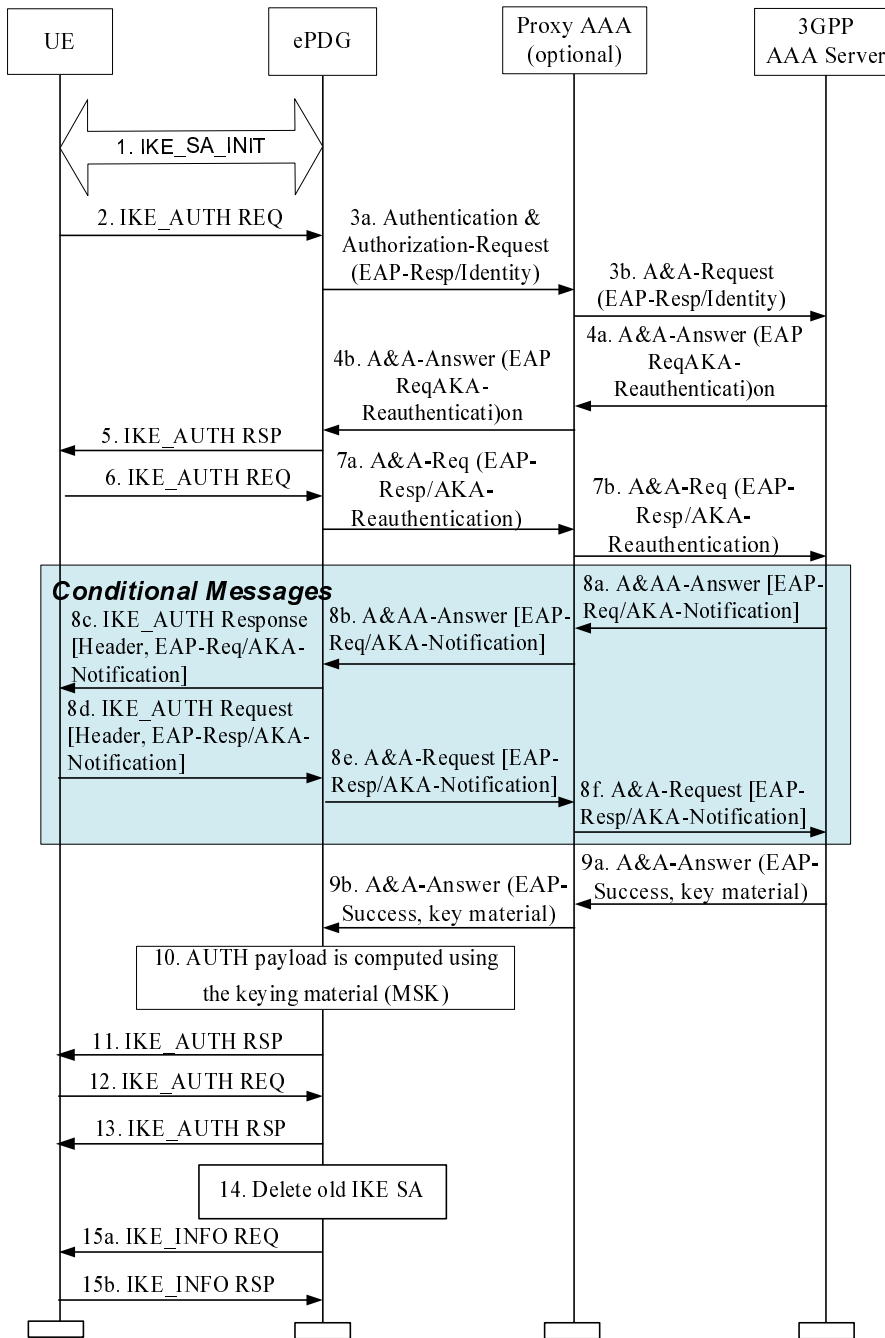 UE
ePDG
Proxy AAA
(optional)
3GPP
AAA Server
1. IKE_SA_INIT
2. IKE_AUTH REQ
3a. Authentication &
Authorization-Request
(EAP-Resp/Identity)
3b. A&A-Request
(EAP-Resp/Identity)
4a. A&A-Answer (EAP
ReqAKA-
Reauthenticati)on
4b. A&A-Answer (EAP
ReqAKA-
Reauthenticati)on
5. IKE_AUTH RSP
6. IKE_AUTH REQ
7a. A&A-Req (EAP-
Resp/AKA-
Reauthentication)
7b. A&A-Req (EAP-
Resp/AKA-
Reauthentication)
Conditional Messages
8a. A&AA-Answer [EAP-
Req/AKA-Notification]
8b. A&AA-Answer [EAP-
Req/AKA-Notification]
8c. IKE_AUTH Response
[Header, EAP-Req/AKA-
Notification]
8d. IKE_AUTH Request
[Header, EAP-Resp/AKA-
Notification]
8e. A&A-Request [EAP-
Resp/AKA-Notification]
8f. A&A-Request [EAP-
Resp/AKA-Notification]
9a. A&A-Answer (EAP-
Success, key material)
9b. A&A-Answer (EAP-
Success, key material)
10. AUTH payload is computed using
the keying material (MSK)
11. IKE_AUTH RSP
12. IKE_AUTH REQ
13. IKE_AUTH RSP
14. Delete old IKE SA
15a. IKE_INFO REQ
15b. IKE_INFO RSP